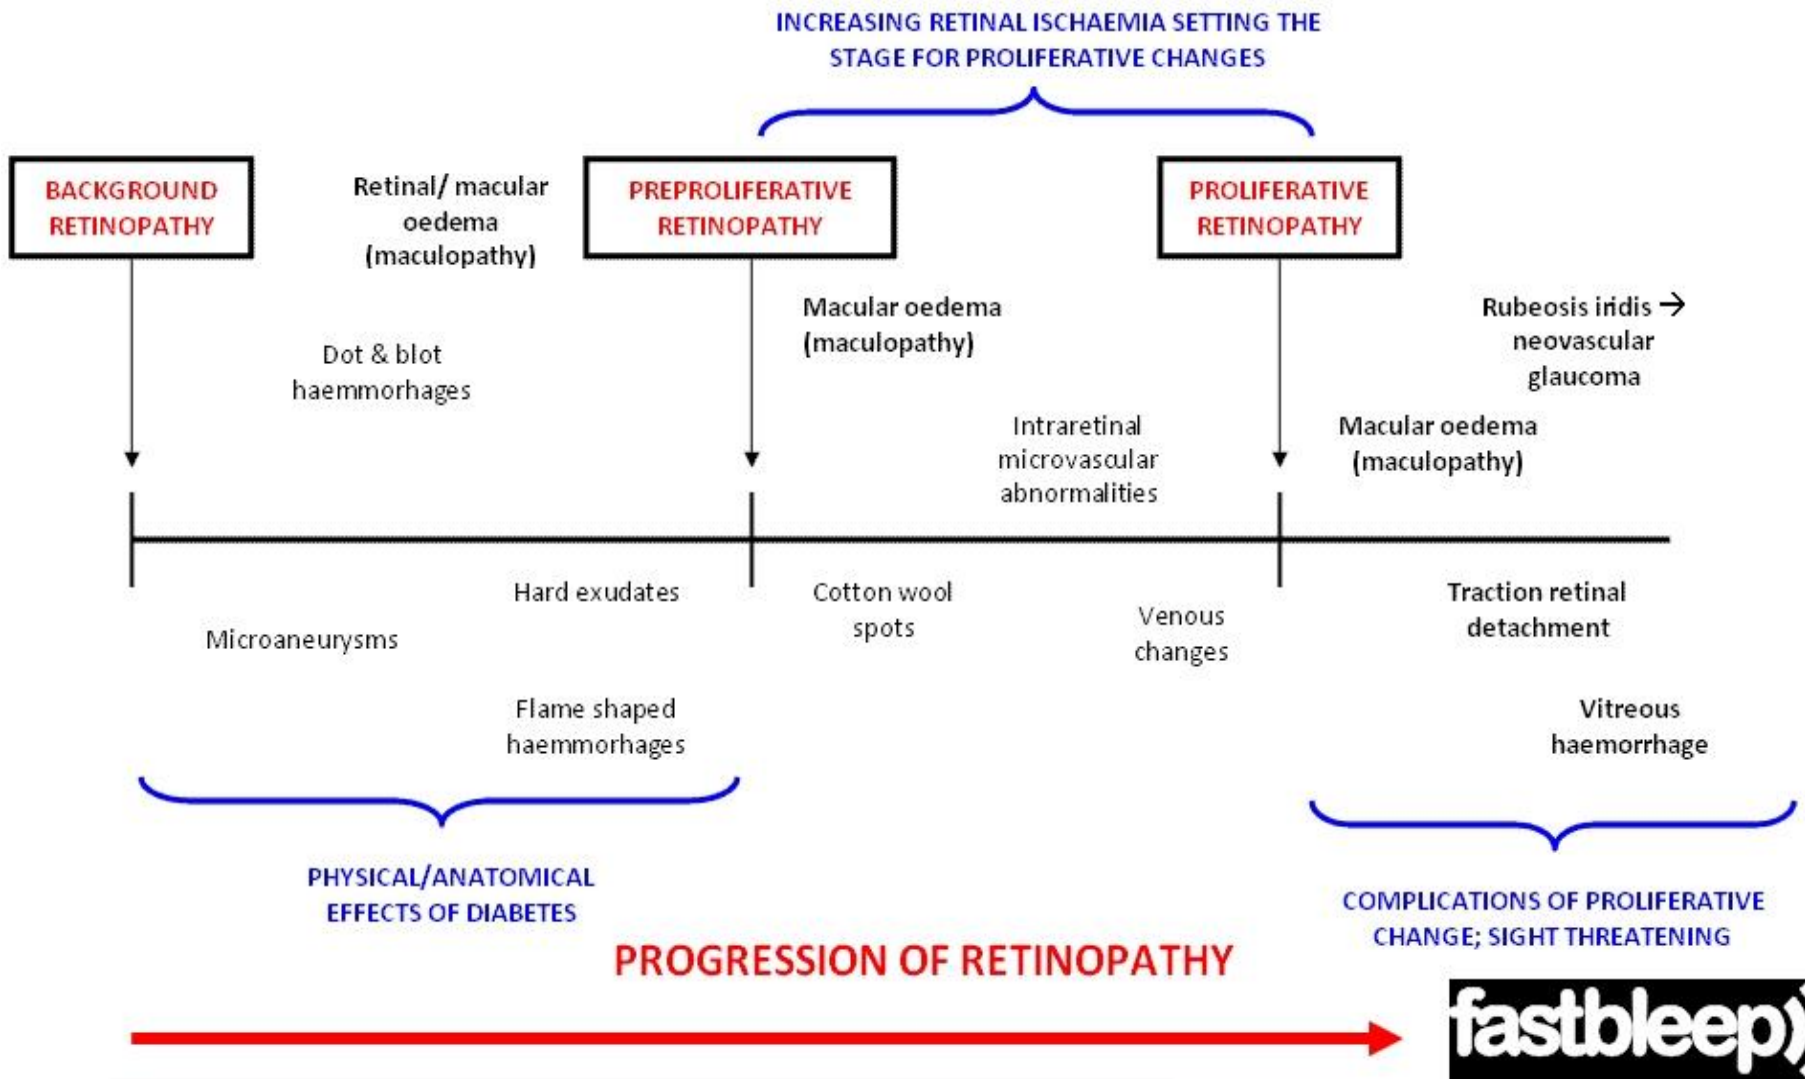 INCREASING RETINAL ISCHAEMIA SETTING THE
STAGE FOR PROLIFERATIVE CHANGES
BACKGROUND
RETINOPATHY
Retinal/ macular
oedema
(maculopathy)
PREPROLIFERATIVE
RETINOPATHY
PROLIFERATIVE
RETINOPATHY
Macular oedema
(maculopathy)
Rubeosis iridis →
neovascular
glaucoma
Dot & blot
haemmorhages
Intraretinal
microvascular
abnormalities
Macular oedema
(maculopathy)
Hard exudates
Microaneurysms
Flame shaped
haemmorhages
Cotton wool
spots
Venous
changes
Traction retinal
detachment
Vitreous
haemorrhage
PHYSICAL/ANATOMICAL
EFFECTS OF DIABETES
COMPLICATIONS OF PROLIFERATIVE
CHANGE; SIGHT THREATENING
PROGRESSION OF RETINOPATHY
fastbleep)